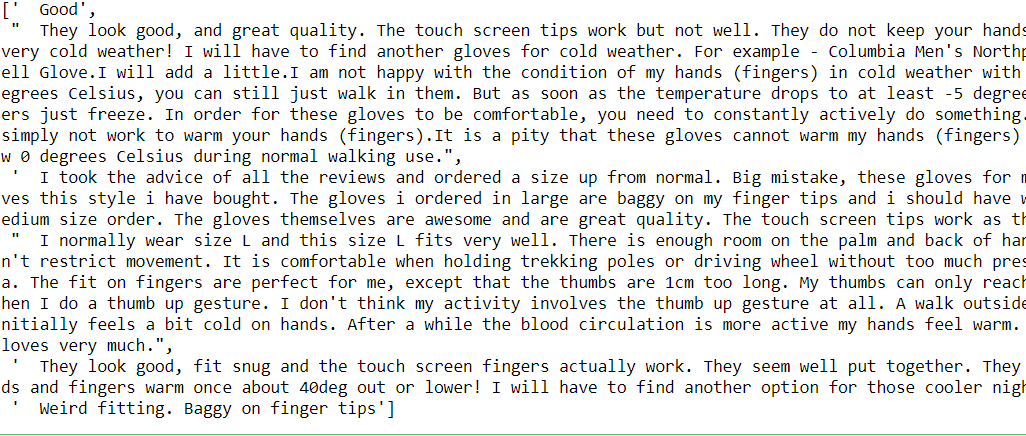 ['  Good',
 "  They look good, and great quality. The touch screen tips work but not well. They do not keep your hands
very cold weather! I will have to find another gloves for cold weather. For example - Columbia Men's Northp
ell Glove.I will add a little.I am not happy with the condition of my hands (fingers) in cold weather with
egrees Celsius, you can still just walk in them. But as soon as the temperature drops to at least -5 degree
ers just freeze. In order for these gloves to be comfortable, you need to constantly actively do something.
simply not work to warm your hands (fingers).It is a pity that these gloves cannot warm my hands (fingers)
w 0 degrees Celsius during normal walking use.",
 '  I took the advice of all the reviews and ordered a size up from normal. Big mistake, these gloves for m
ves this style i have bought. The gloves i ordered in large are baggy on my finger tips and i should have w
edium size order. The gloves themselves are awesome and are great quality. The touch screen tips work as th
 "  I normally wear size L and this size L fits very well. There is enough room on the palm and back of han
n't restrict movement. It is comfortable when holding trekking poles or driving wheel without too much pres
a. The fit on fingers are perfect for me, except that the thumbs are 1cm too long. My thumbs can only reach
hen I do a thumb up gesture. I don't think my activity involves the thumb up gesture at all. A walk outside
nitially feels a bit cold on hands. After a while the blood circulation is more active my hands feel warm.
loves very much.",
 '  They look good, fit snug and the touch screen fingers actually work. They seem well put together. They
ds and fingers warm once about 40deg out or lower! I will have to find another option for those cooler nigh
 '  Weird fitting. Baggy on finger tips']